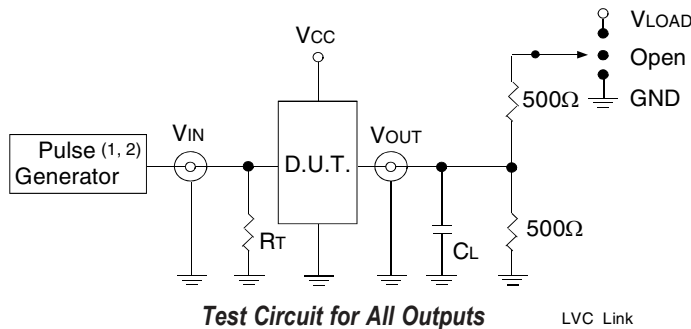 VLOAD
VCC
Open
500Ω
GND
VIN
VOUT
Pulse (1, 2)
Generator
D.U.T.
500Ω
RT
CL
Test Circuit for All Outputs
LVC Link